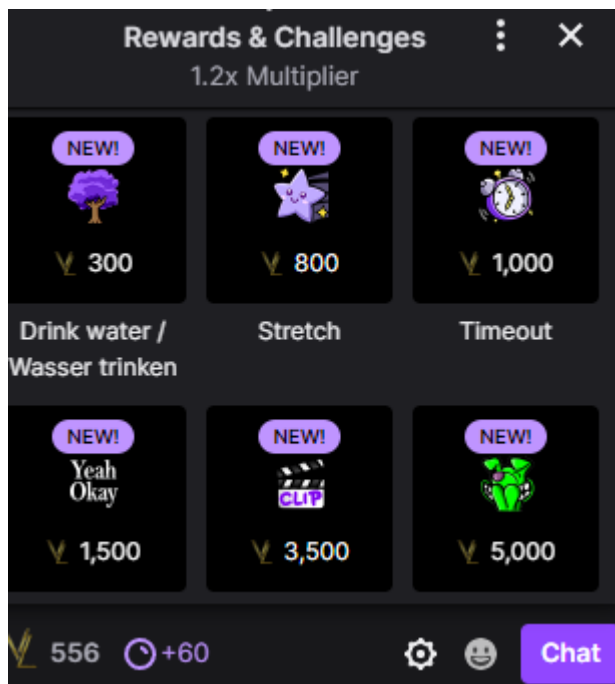 Rewards & Challenges
1.2x Multiplier
NEW! NEW! NEW!
300 800 1,000
Drink water / Stretch Timeout
Wasser trinken
NEW! NEW! NEW!
Yeah
Okay
CLIP
1,500 3,500 5,000
556 +60 Chat